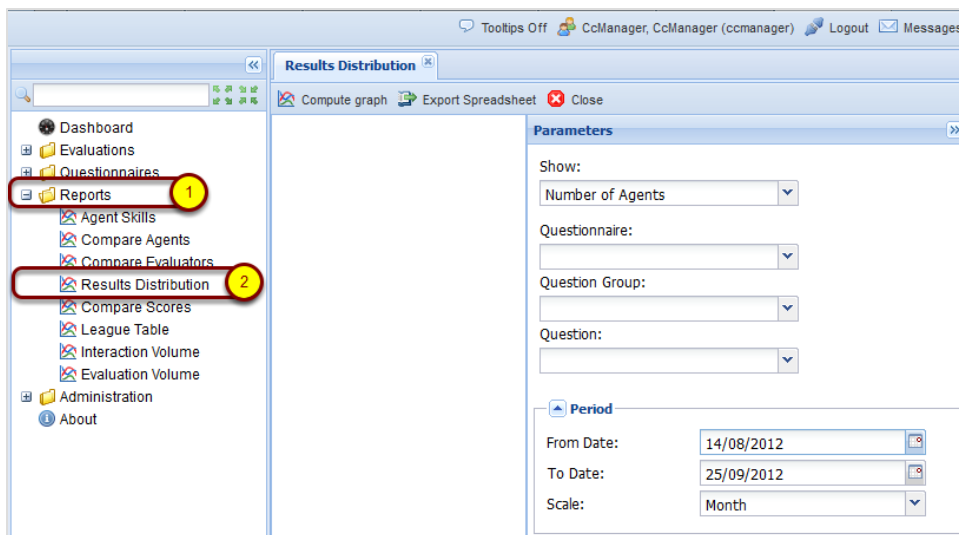 Tooltips Off CcManager, CcManager (ccmanager) Logout Messages
Results Distribution
Compute graph Export Spreadsheet Close
Dashboard
Evaluations
Questionnaires
Reports 1
Agent Skills
Compare Agents
Compare Evaluators
Results Distribution 2
Compare Scores
League Table
Interaction Volume
Evaluation Volume
Administration
About
Parameters
Show:
Number of Agents
Questionnaire:
Question Group:
Question:
Period
From Date: 14/08/2012
To Date: 25/09/2012
Scale: Month